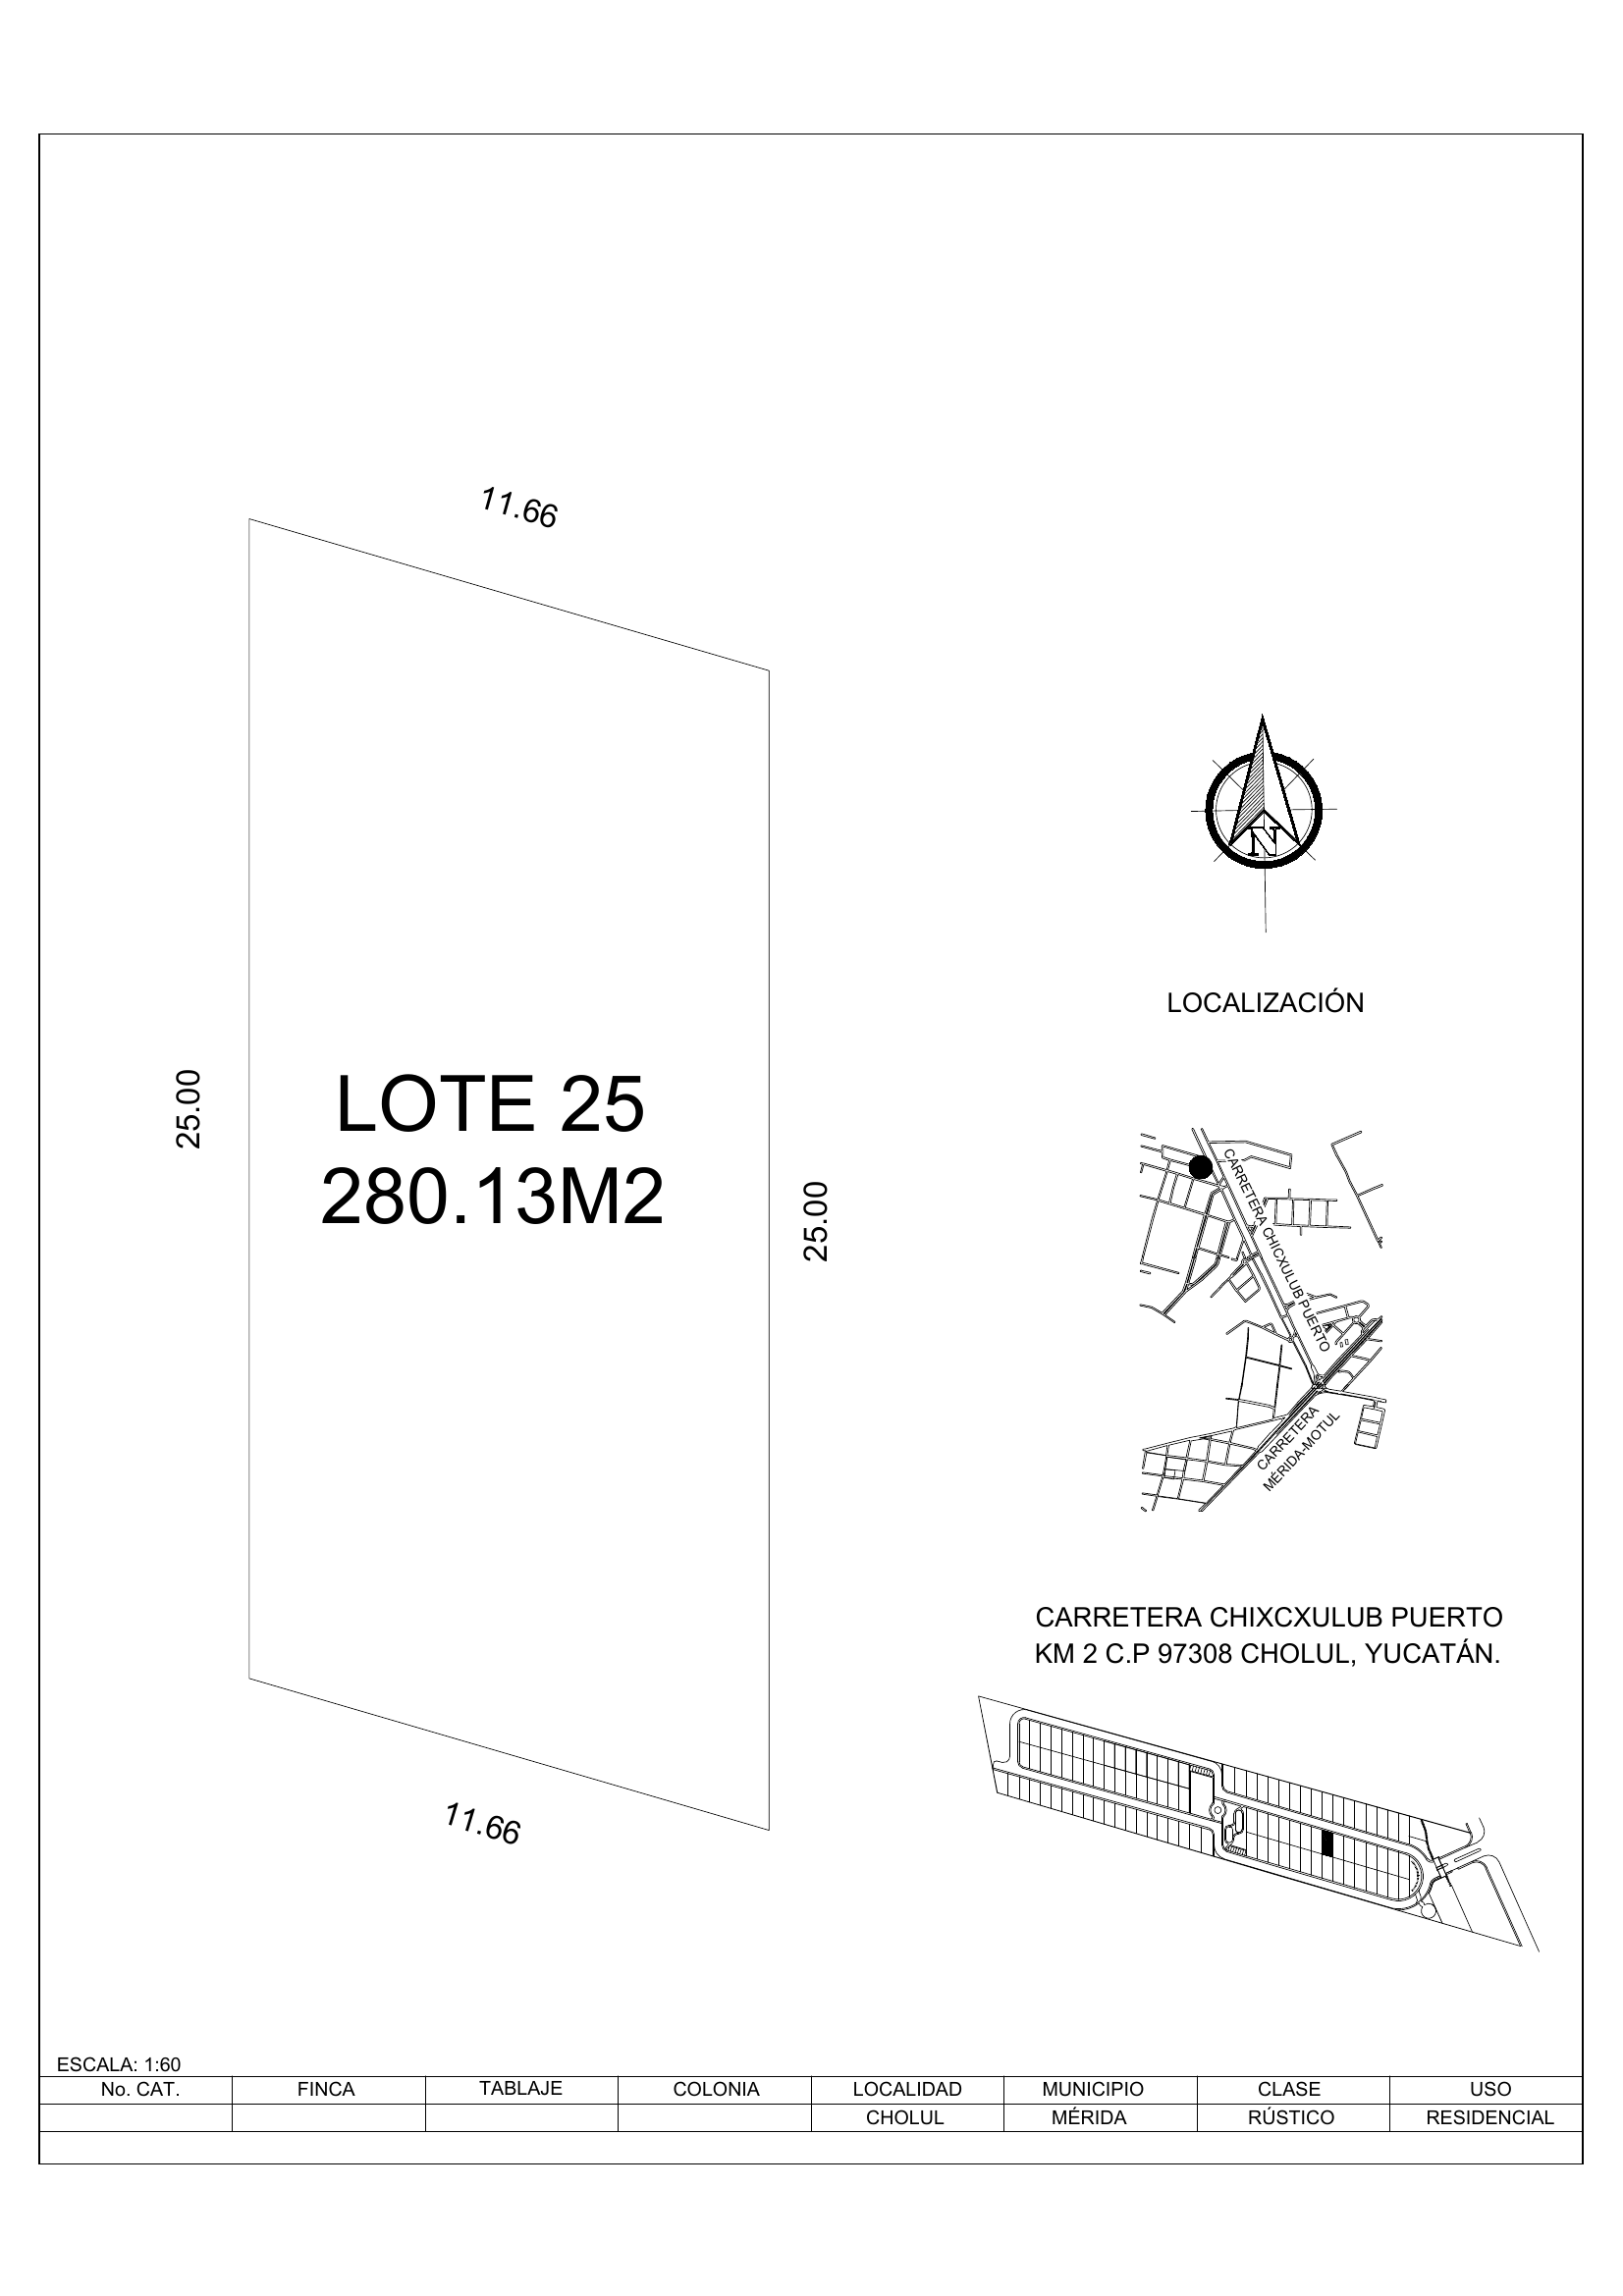 11.66
25.00
LOTE 25
280.13M2
25.00
11.66
N
LOCALIZACIÓN
CARRETERA CHICXULUB PUERTO
CARRETERA
MÉRIDA-MOTUL
CARRETERA CHIXCXULUB PUERTO
KM 2 C.P 97308 CHOLUL, YUCATÁN.
ESCALA: 1:60
No. CAT. FINCA TABLAJE COLONIA LOCALIDAD MUNICIPIO CLASE USO
CHOLUL MÉRIDA RÚSTICO RESIDENCIAL